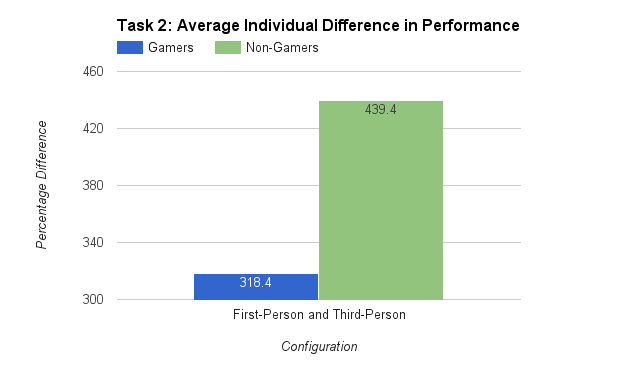 Task 2: Average Individual Difference in Performance
Gamers Non-Gamers
460
420
380
340
300
Percentage Difference
439.4
318.4
First-Person and Third-Person
Configuration